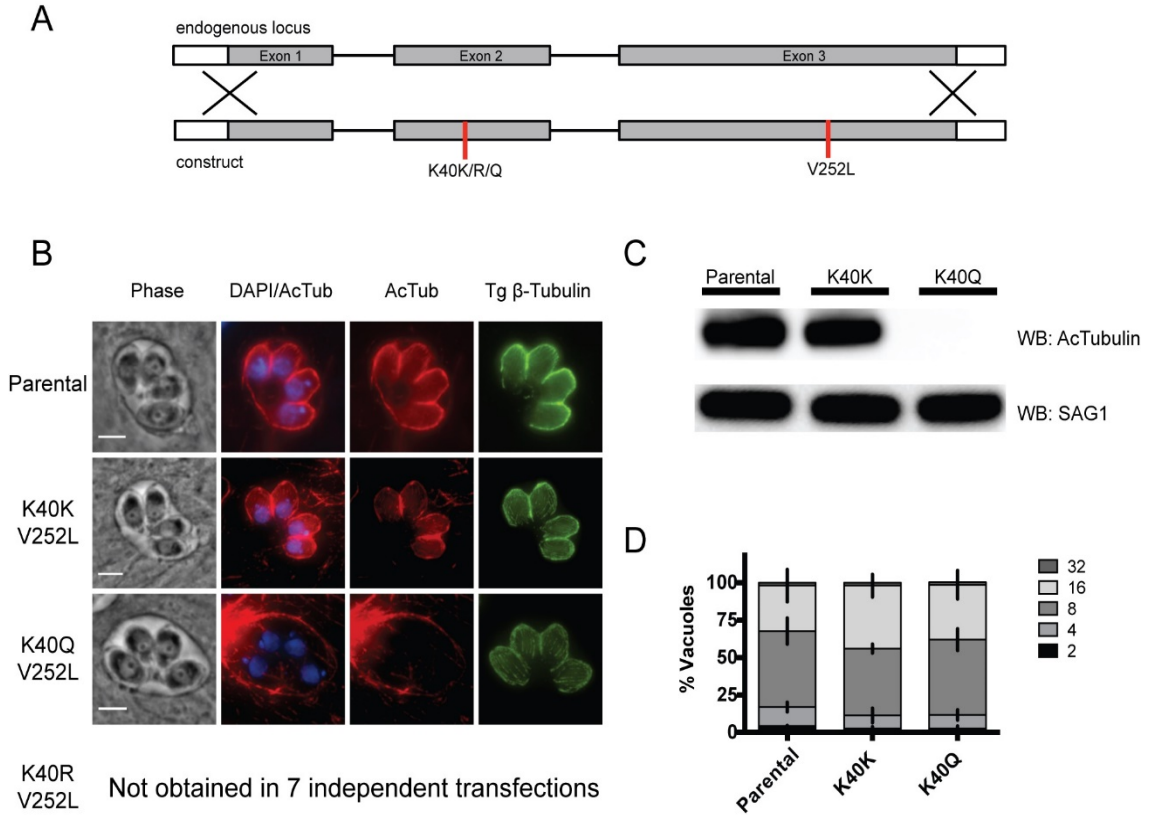 A
endogenous locus
Exon 1
Exon 2
Exon 3
construct
K40K/R/Q
V252L
B
Phase
DAPI/AcTub
AcTub
Tg β-Tubulin
Parental
K40K
V252L
K40Q
V252L
K40R
V252L
Not obtained in 7 independent transfections
C
Parental
K40K
K40Q
WB: AcTubulin
WB: SAG1
D
% Vacuoles
100
75
50
25
0
Parental
K40K
K40Q
32
16
8
4
2